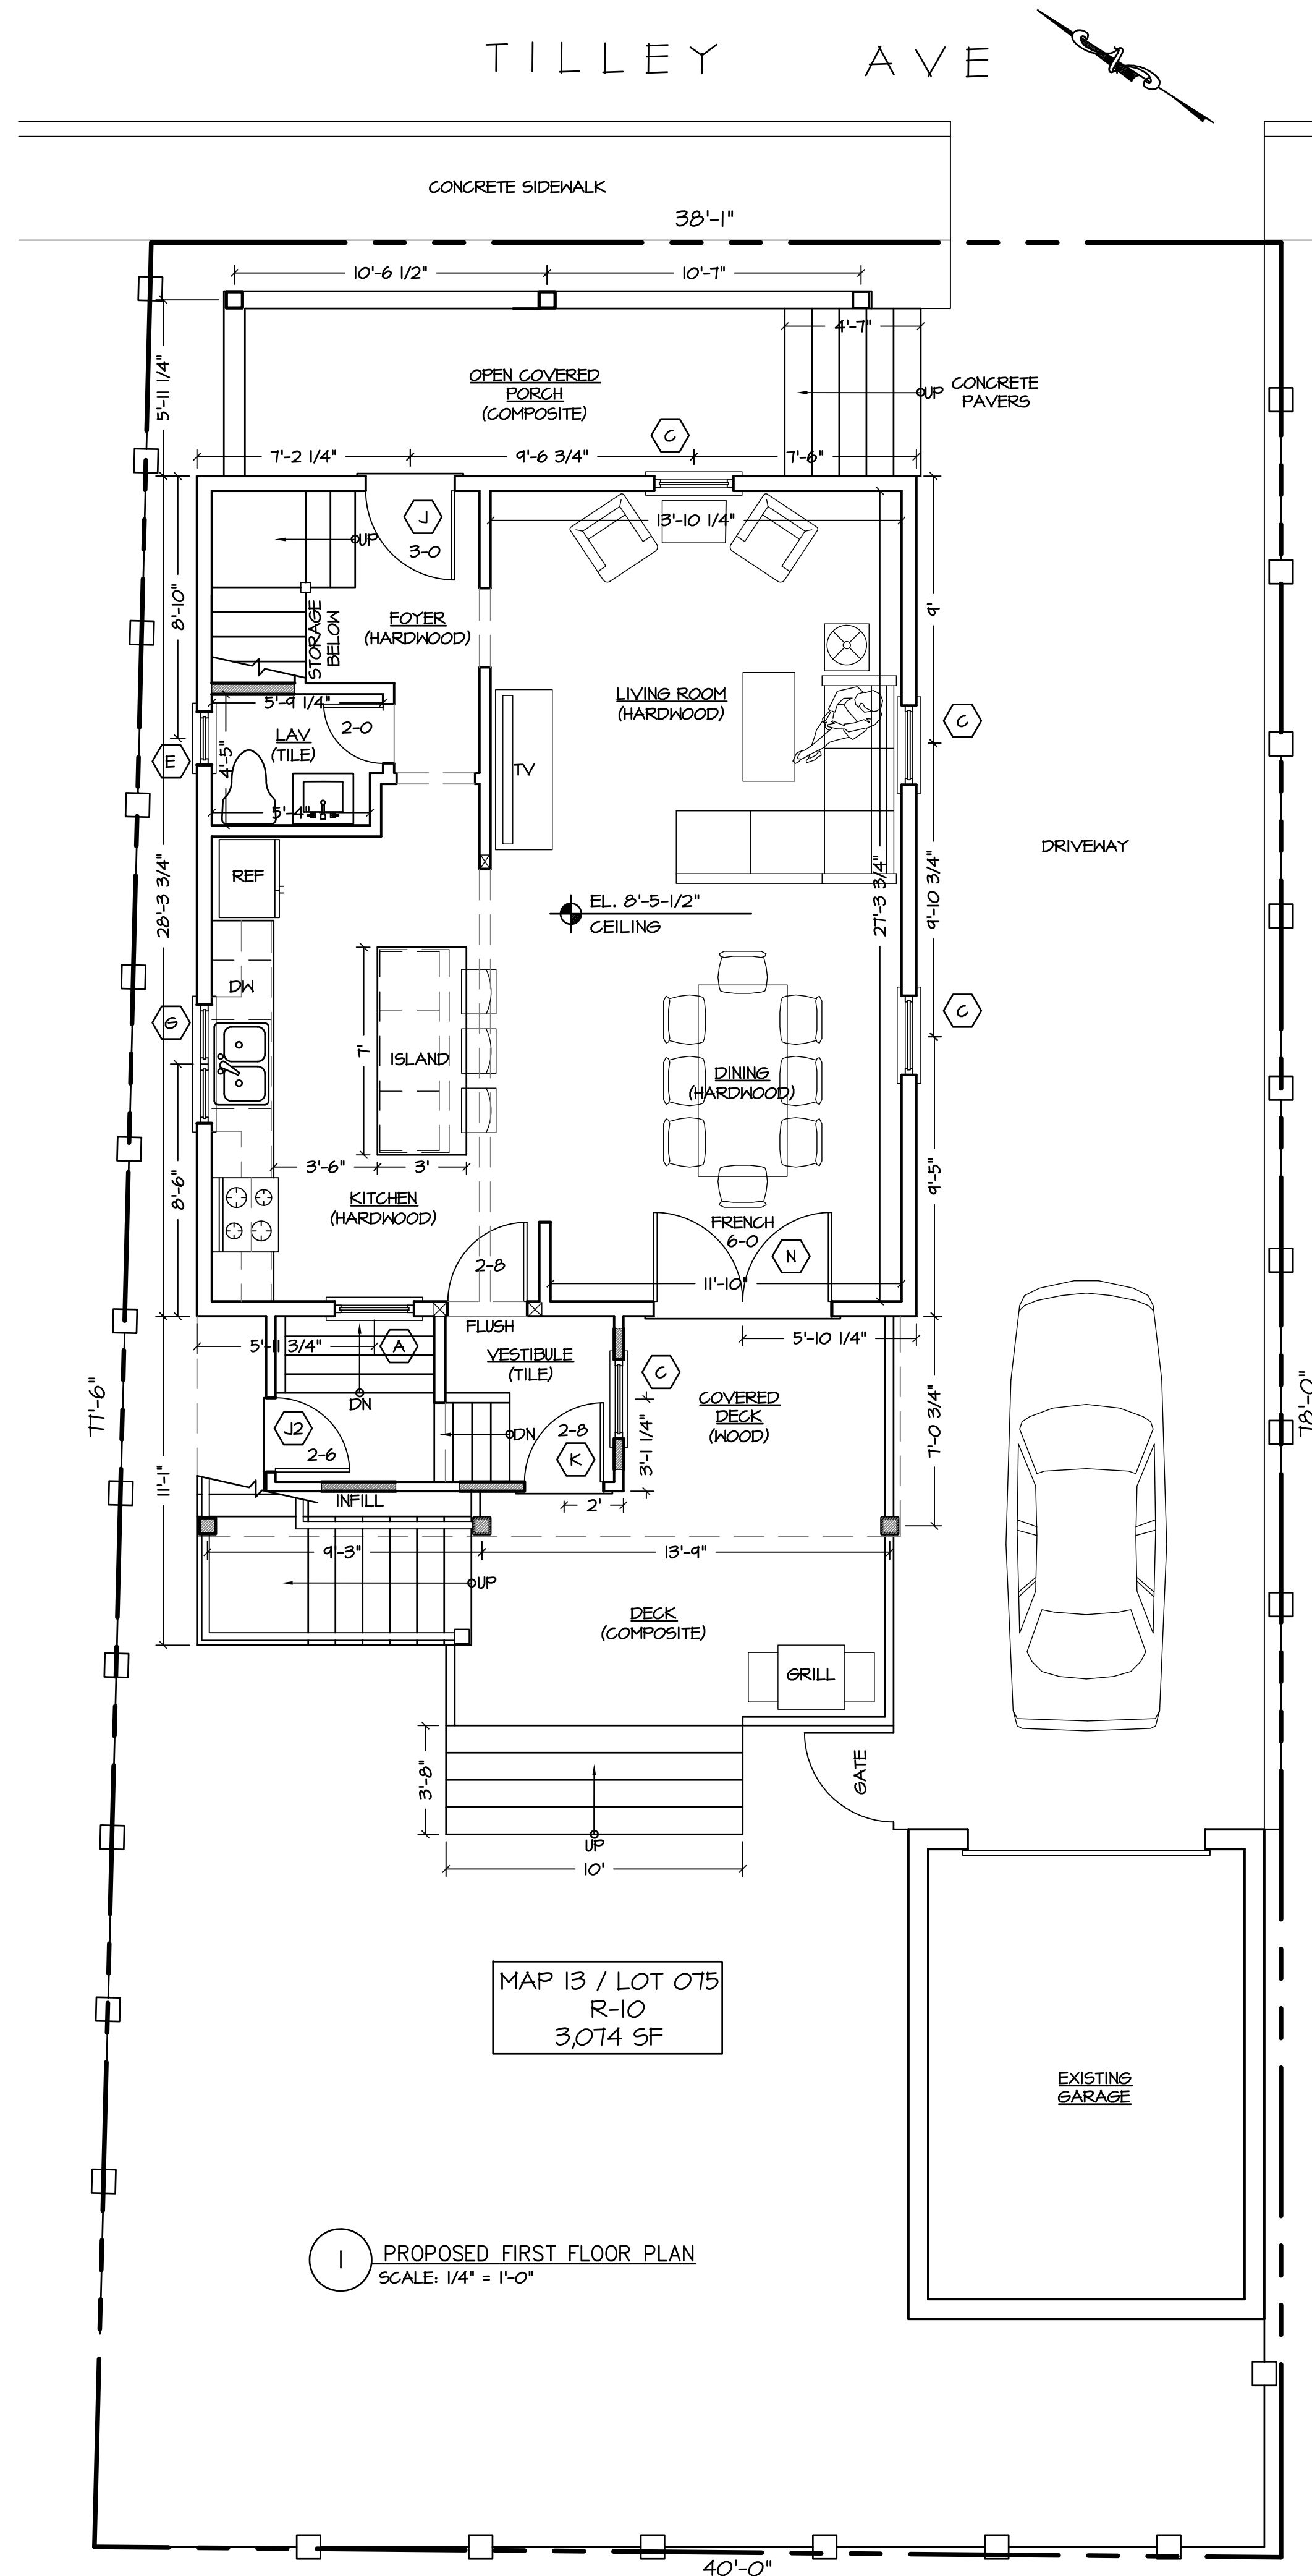 TILLEY AVE
CONCRETE SIDEWALK
38'-1"
10'-6 1/2"
10'-7"
4'-7"
5'-11 1/4"
OPEN COVERED
PORCH
(COMPOSITE)
UP
CONCRETE
PAVERS
C
7'-2 1/4"
9'-6 3/4"
7'-6"
J
3-0
13'-10 1/4"
UP
8'-10"
STORAGE
BELOW
FOYER
(HARDWOOD)
9'
LIVING ROOM
(HARDWOOD)
5'-9 1/4"
2-0
LAV
(TILE)
4'-5"
E
C
TV
5'-4"
DRIVEWAY
REF
28'-3 3/4"
EL. 8'-5-1/2"
CEILING
27'-3 3/4"
9'-10 3/4"
DW
G
C
7'
ISLAND
DINING
(HARDWOOD)
3'-6"
3'
8'-6"
9'-5"
KITCHEN
(HARDWOOD)
FRENCH
6-0
N
2-8
11'-10"
FLUSH
5'-11 3/4"
A
VESTIBULE
(TILE)
5'-10 1/4"
C
COVERED
DECK
(WOOD)
77'-6"
78'-0"
DN
J2
2-6
DN
2-8
K
3'-1 1/4"
7'-0 3/4"
11'-1"
INFILL
2'
9'-3"
13'-9"
UP
DECK
(COMPOSITE)
GRILL
3'-8"
GATE
UP
10'
MAP 13 / LOT 075
R-10
3,074 SF
EXISTING
GARAGE
1
PROPOSED FIRST FLOOR PLAN
SCALE: 1/4" = 1'-0"
40'-0"